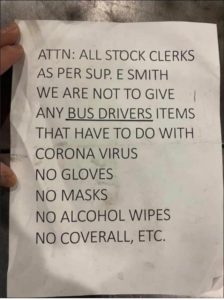 ATTN: ALL STOCK CLERKS
AS PER SUP. E SMITH
WE ARE NOT TO GIVE
ANY BUS DRIVERS ITEMS
THAT HAVE TO DO WITH
CORONA VIRUS
NO GLOVES
NO MASKS
NO ALCOHOL WIPES
NO COVERALL, ETC.